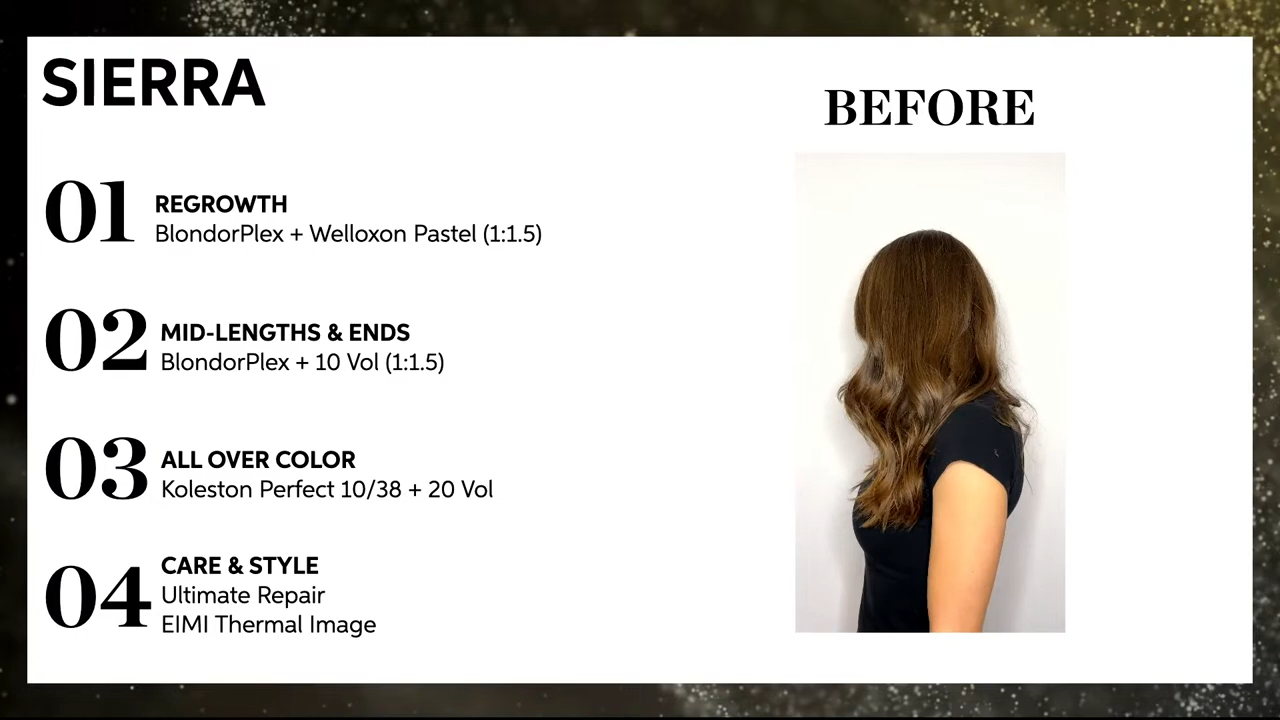 SIERRA
BEFORE
01
REGROWTH
BlondorPlex + Welloxon Pastel (1:1.5)
02
MID-LENGTHS & ENDS
BlondorPlex + 10 Vol (1:1.5)
03
ALL OVER COLOR
Koleston Perfect 10/38 + 20 Vol
04
CARE & STYLE
Ultimate Repair
EIMI Thermal Image